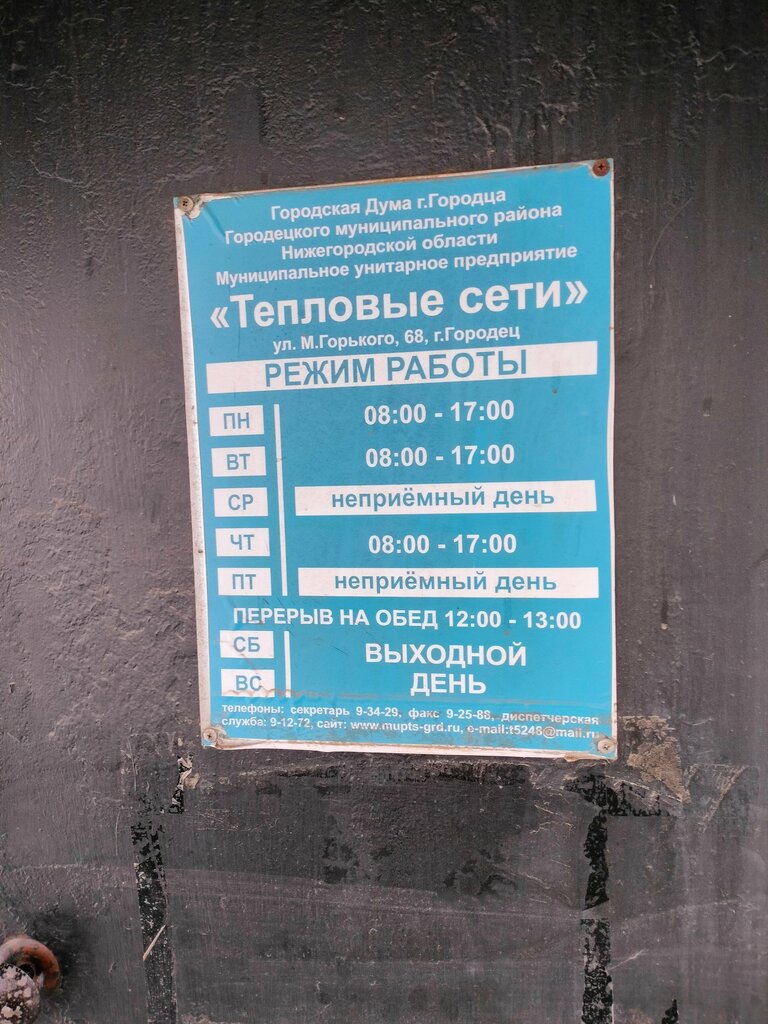 Городская Дума г.Городца
Городецкого муниципального района
Нижегородской области
Муниципальное унитарное предприятие
«Тепловые сети»
ул. М.Горького, 68, г.Городец
РЕЖИМ РАБОТЫ
ПН 08:00 - 17:00
ВТ 08:00 - 17:00
СР неприёмный день
ЧТ 08:00 - 17:00
ПТ неприёмный день
ПЕРЕРЫВ НА ОБЕД 12:00 - 13:00
СБ ВЫХОДНОЙ
ВС ДЕНЬ
телефоны: секретарь 9-34-29, факс 9-25-88, диспетчерская
служба: 9-12-72, сайт: www.mupts-grd.ru, e-mail:t5248@mail.ru